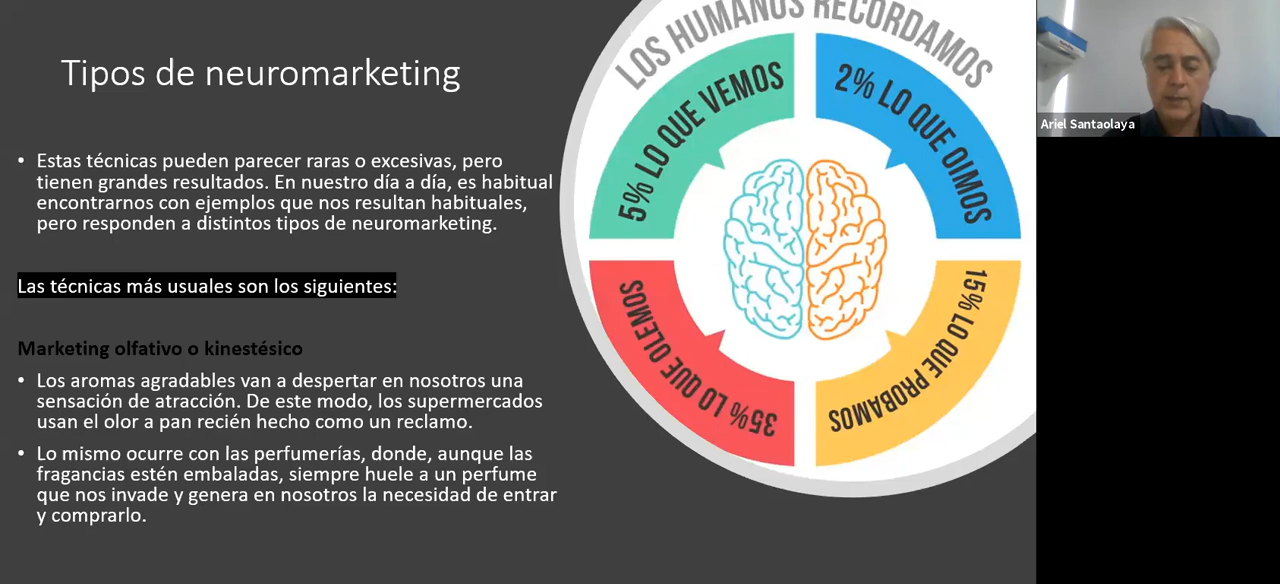 Tipos de neuromarketing
• Estas técnicas pueden parecer raras o excesivas, pero
tienen grandes resultados. En nuestro día a día, es habitual
encontrarnos con ejemplos que nos resultan habituales,
pero responden a distintos tipos de neuromarketing.
Las técnicas más usuales son los siguientes:
Marketing olfativo o kinestésico
• Los aromas agradables van a despertar en nosotros una
sensación de atracción. De este modo, los supermercados
usan el olor a pan recién hecho como un reclamo.
• Lo mismo ocurre con las perfumerías, donde, aunque las
fragancias estén embaladas, siempre huele a un perfume
que nos invade y genera en nosotros la necesidad de entrar
y comprarlo.
LOS HUMANOS RECORDAMOS
5% LO QUE VEMOS
2% LO QUE OIMOS
35% LO QUE OLEMOS
15% LO QUE PROBAMOS
Ariel Santaolaya